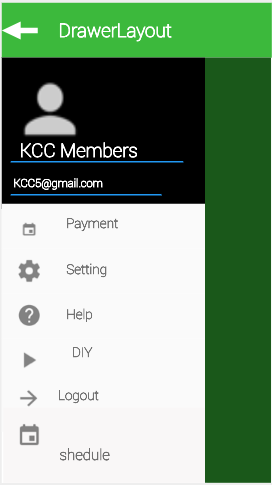 DrawerLayout
KCC Members
KCC5@gmail.com
Payment
Setting
Help
DIY
Logout
shedule